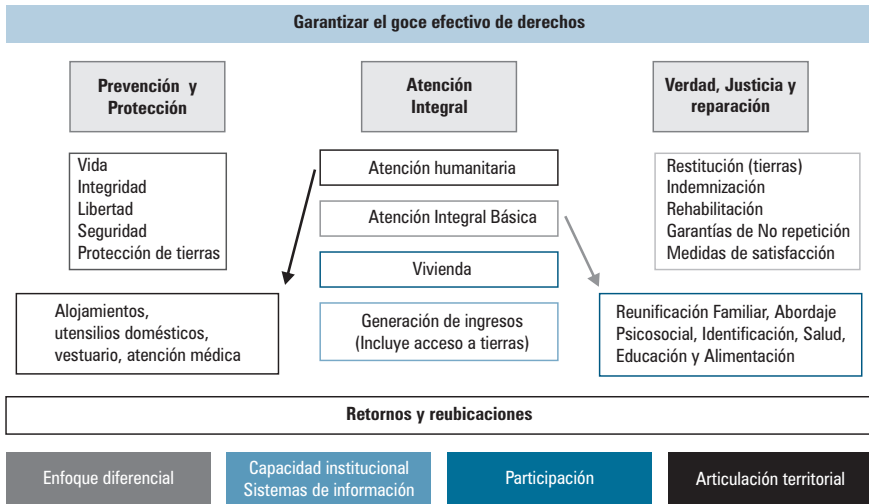 Garantizar el goce efectivo de derechos
Prevención y
Protección
Atención
Integral
Verdad, Justicia y
reparación
Vida
Integridad
Libertad
Seguridad
Protección de tierras
Atención humanitaria
Atención Integral Básica
Vivienda
Generación de ingresos
(Incluye acceso a tierras)
Restitución (tierras)
Indemnización
Rehabilitación
Garantías de No repetición
Medidas de satisfacción
Alojamientos,
utensilios domésticos,
vestuario, atención médica
Reunificación Familiar, Abordaje
Psicosocial, Identificación, Salud,
Educación y Alimentación
Retornos y reubicaciones
Enfoque diferencial
Capacidad institucional
Sistemas de información
Participación
Articulación territorial